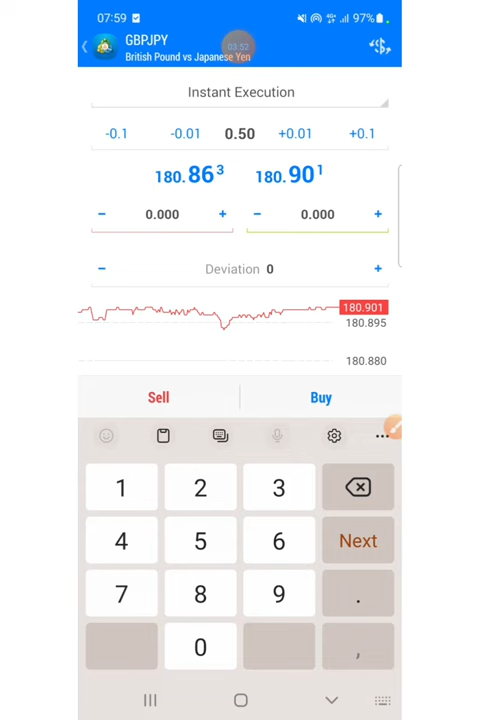 07:59 97%
GBPJPY
03:52
British Pound vs Japanese Yen
Instant Execution
-0.1 -0.01 0.50 +0.01 +0.1
180.863 180.901
- 0.000 + - 0.000 +
- Deviation 0 +
180.901
180.895
180.880
Sell Buy
1 2 3
4 5 6 Next
7 8 9 .
0 ,